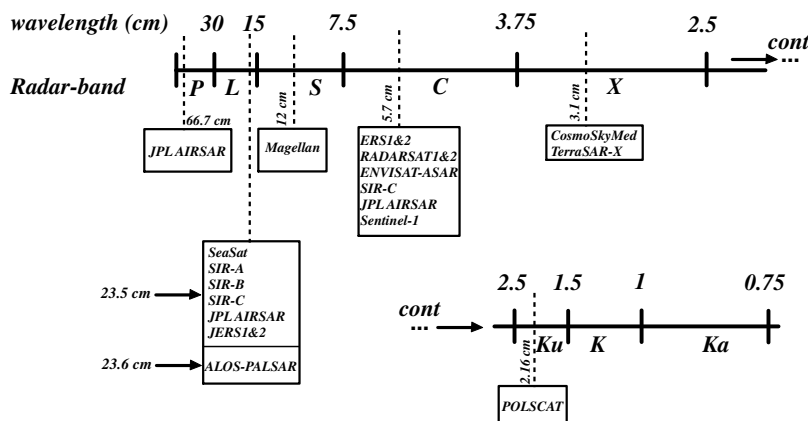 wavelength (cm) 30 15 7.5 3.75 2.5
cont
...
Radar-band P L S C X
66.7 cm 12 cm 5.7 cm 3.1 cm
JPL AIRSAR
Magellan
ERS1&2
RADARSAT1&2
ENVISAT-ASAR
SIR-C
JPL AIRSAR
Sentinel-1
CosmoSkyMed
TerraSAR-X
23.5 cm
SeaSat
SIR-A
SIR-B
SIR-C
JPL AIRSAR
JERS1&2
23.6 cm
ALOS-PALSAR
cont
...
2.5 1.5 1 0.75
Ku K Ka
2.16 cm
POLSCAT